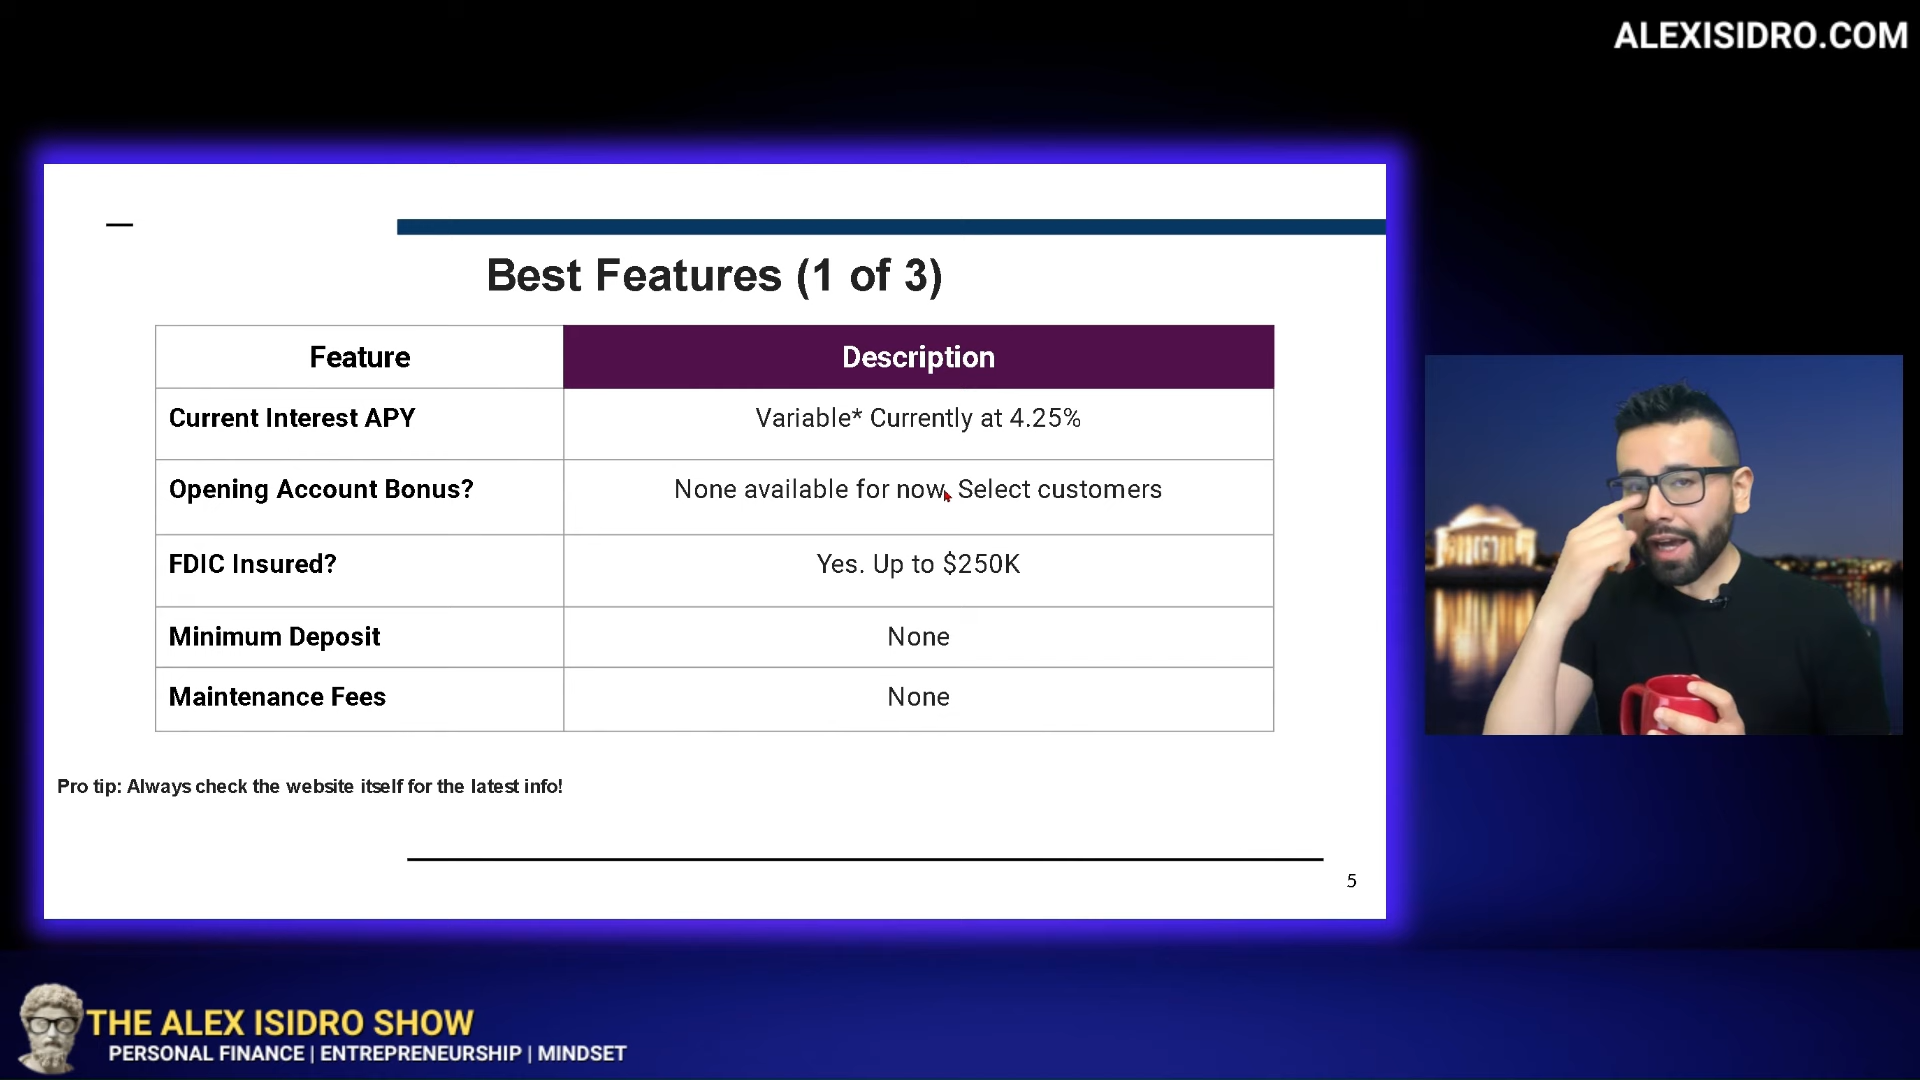 ALEXISIDRO.COM
Best Features (1 of 3)
Feature
Description
Current Interest APY
Variable* Currently at 4.25%
Opening Account Bonus?
None available for now. Select customers
FDIC Insured?
Yes. Up to $250K
Minimum Deposit
None
Maintenance Fees
None
Pro tip: Always check the website itself for the latest info!
5
THE ALEX ISIDRO SHOW
PERSONAL FINANCE | ENTREPRENEURSHIP | MINDSET